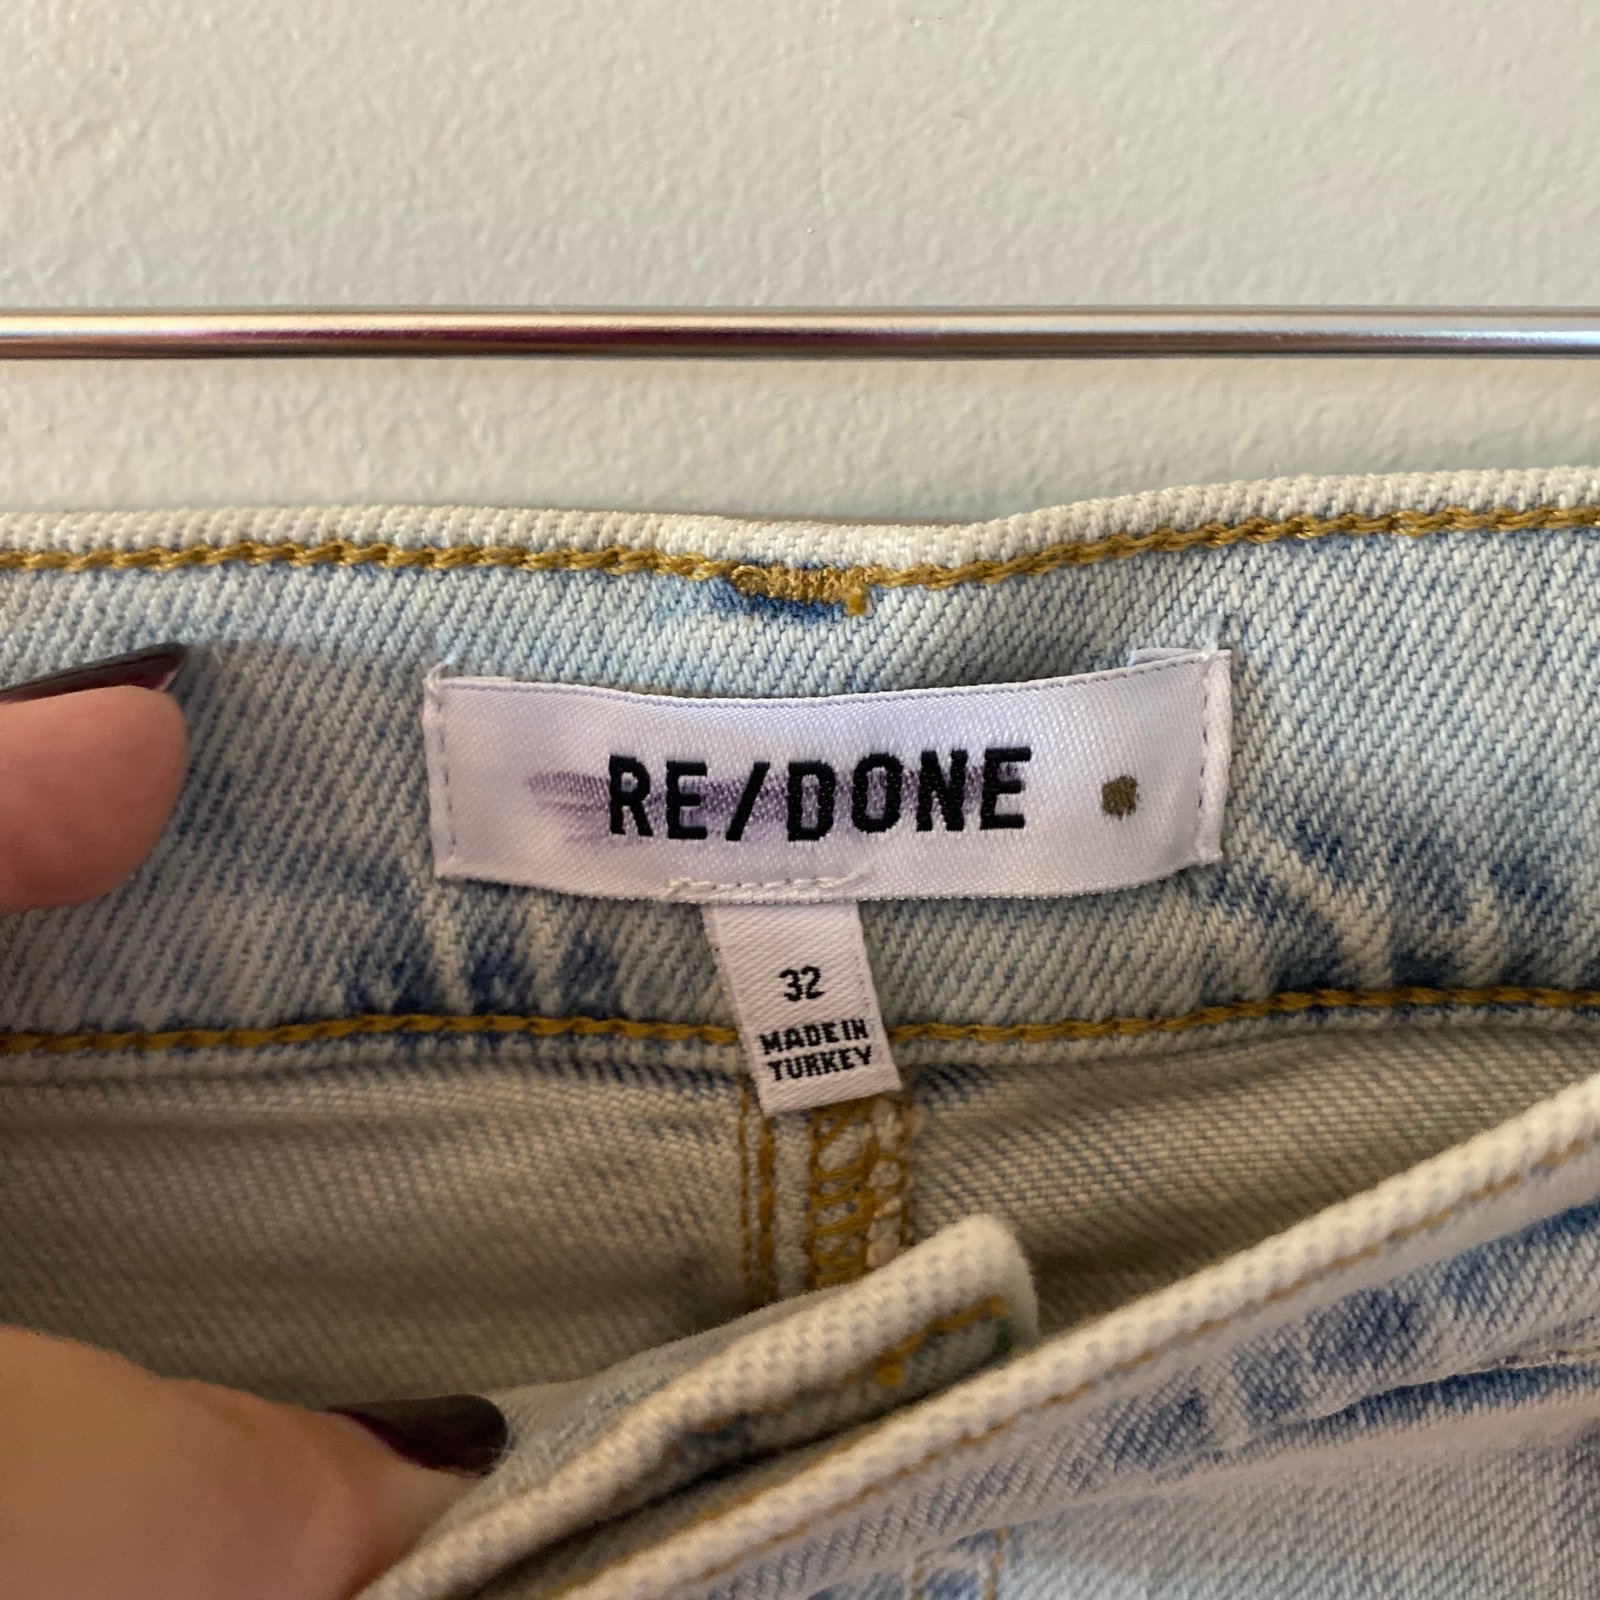 RE/DONE
32
MADE IN
TURKEY